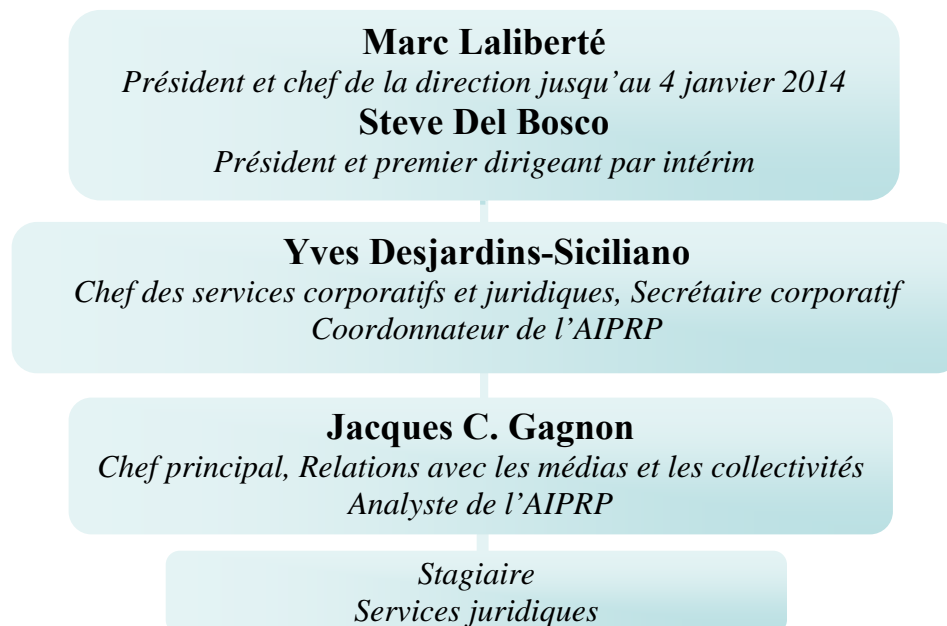 Marc Laliberté
Président et chef de la direction jusqu’au 4 janvier 2014
Steve Del Bosco
Président et premier dirigeant par intérim
Yves Desjardins-Siciliano
Chef des services corporatifs et juridiques, Secrétaire corporatif
Coordonnateur de l’AIPRP
Jacques C. Gagnon
Chef principal, Relations avec les médias et les collectivités
Analyste de l’AIPRP
Stagiaire
Services juridiques